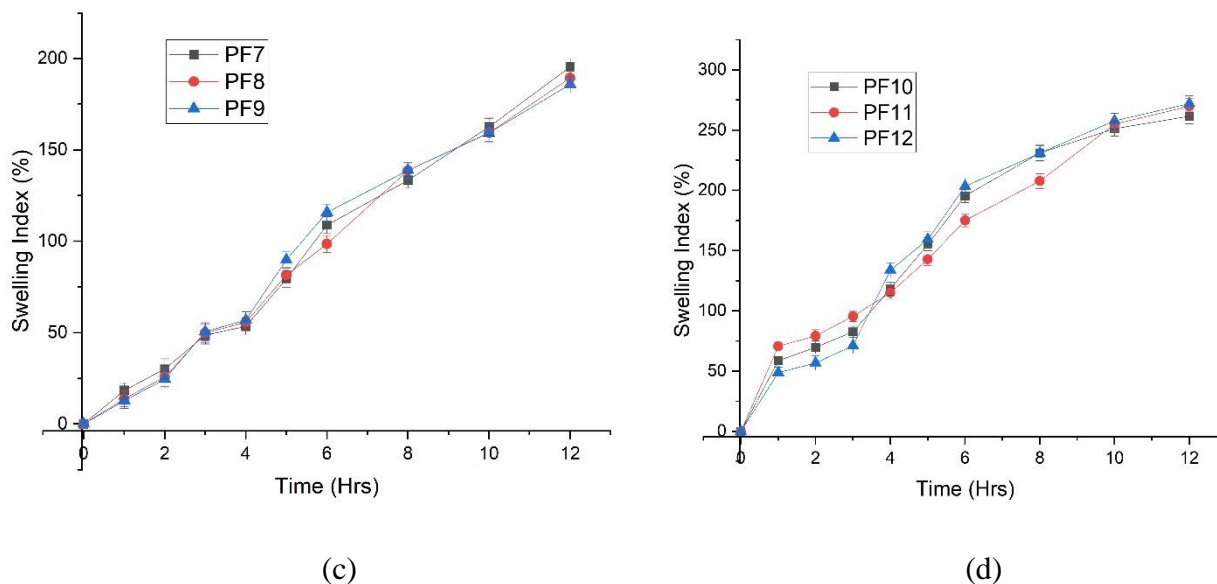 PF7
PF8
PF9
200
150
100
50
0
Swelling Index (%)
0 2 4 6 8 10 12
Time (Hrs)
(c)
PF10
PF11
PF12
300
250
200
150
100
50
0
Swelling Index (%)
0 2 4 6 8 10 12
Time (Hrs)
(d)